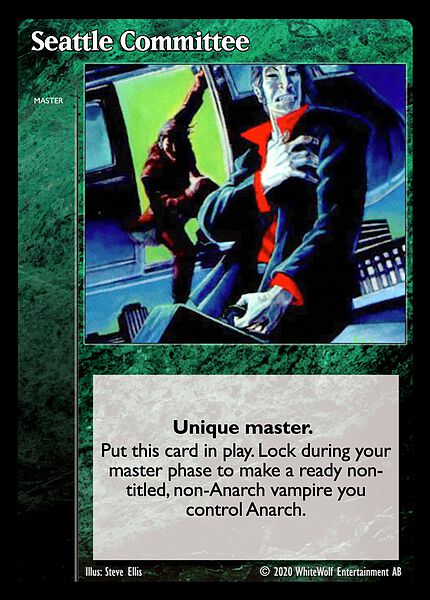 Seattle Committee
MASTER
Unique master.
Put this card in play. Lock during your
master phase to make a ready non-
titled, non-Anarch vampire you
control Anarch.
Illus: Steve Ellis
© 2020 WhiteWolf Entertainment AB